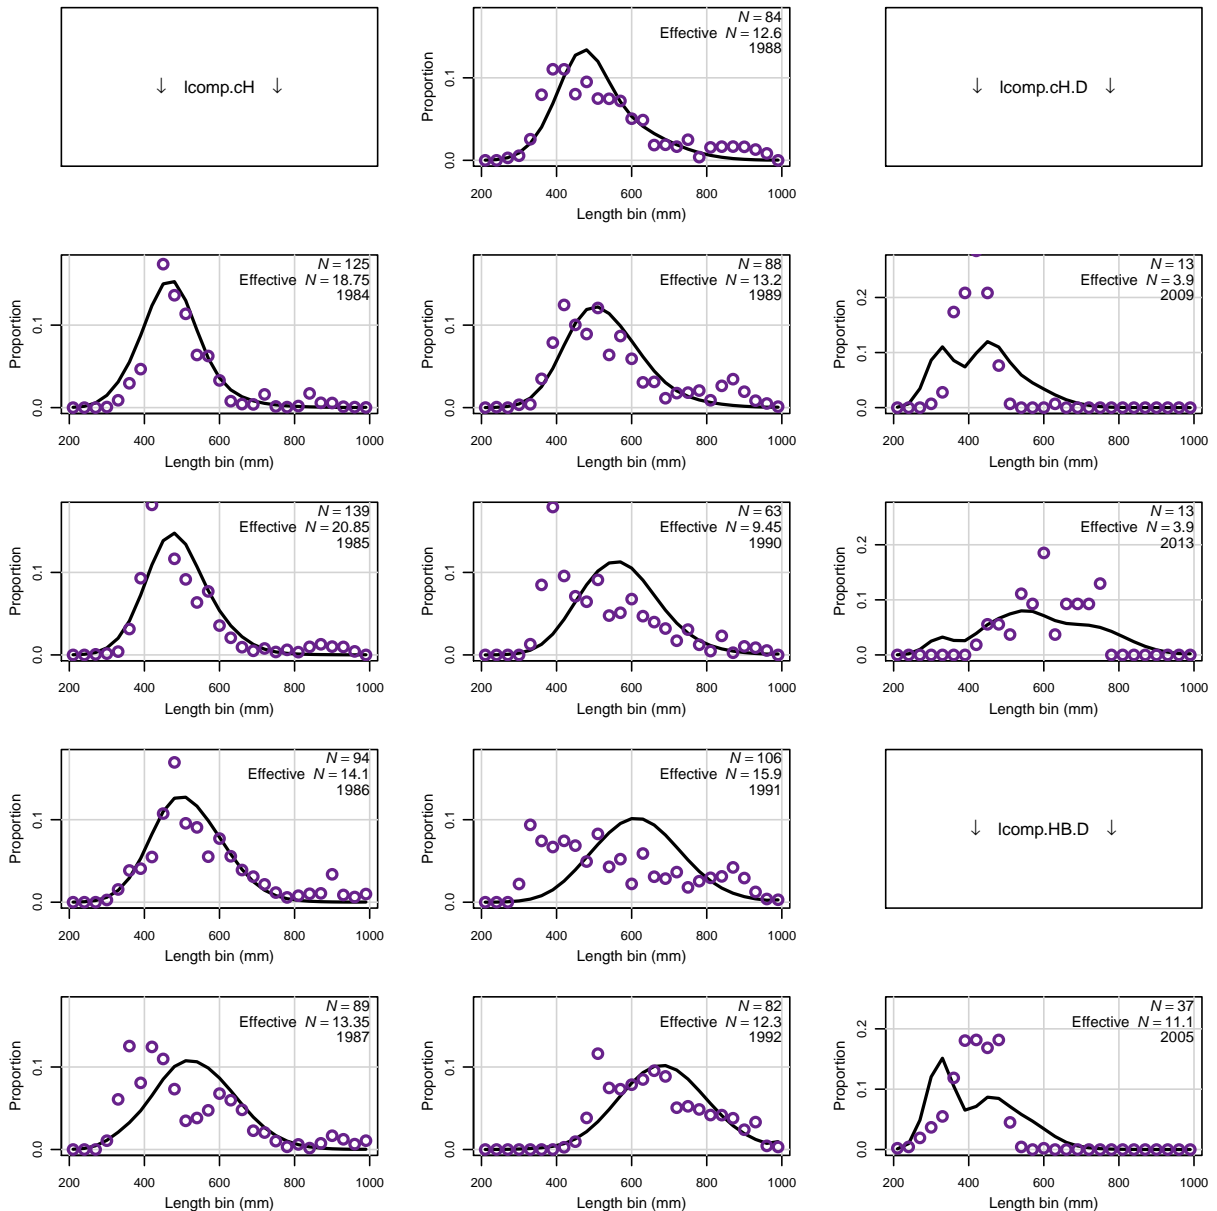 ↓ lcomp.cH ↓
Proportion
0.0
0.1
N = 84
Effective N = 12.6
1988
200 400 600 800 1000
Length bin (mm)
↓ lcomp.cH.D ↓
Proportion
0.0
0.1
N = 125
Effective N = 18.75
1984
200 400 600 800 1000
Length bin (mm)
Proportion
0.0
0.1
N = 88
Effective N = 13.2
1989
200 400 600 800 1000
Length bin (mm)
Proportion
0.0
0.1
0.2
N = 13
Effective N = 3.9
2009
200 400 600 800 1000
Length bin (mm)
Proportion
0.0
0.1
N = 139
Effective N = 20.85
1985
200 400 600 800 1000
Length bin (mm)
Proportion
0.0
0.1
N = 63
Effective N = 9.45
1990
200 400 600 800 1000
Length bin (mm)
Proportion
0.0
0.1
0.2
N = 13
Effective N = 3.9
2013
200 400 600 800 1000
Length bin (mm)
Proportion
0.0
0.1
N = 94
Effective N = 14.1
1986
200 400 600 800 1000
Length bin (mm)
Proportion
0.0
0.1
N = 106
Effective N = 15.9
1991
200 400 600 800 1000
Length bin (mm)
↓ lcomp.HB.D ↓
Proportion
0.0
0.1
N = 89
Effective N = 13.35
1987
200 400 600 800 1000
Length bin (mm)
Proportion
0.0
0.1
N = 82
Effective N = 12.3
1992
200 400 600 800 1000
Length bin (mm)
Proportion
0.0
0.1
0.2
N = 37
Effective N = 11.1
2005
200 400 600 800 1000
Length bin (mm)